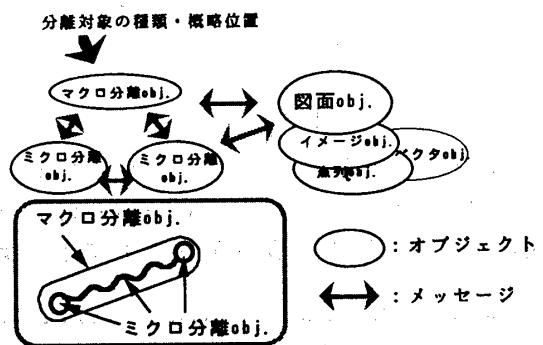 分離対象の種類・概略位置
マクロ分離obj.
図面obj.
イメージobj.
ベクタobj.
ミクロ分離
obj.
ミクロ分離
obj.
マクロ分離obj.
ミクロ分離obj.
：オブジェクト
：メッセージ